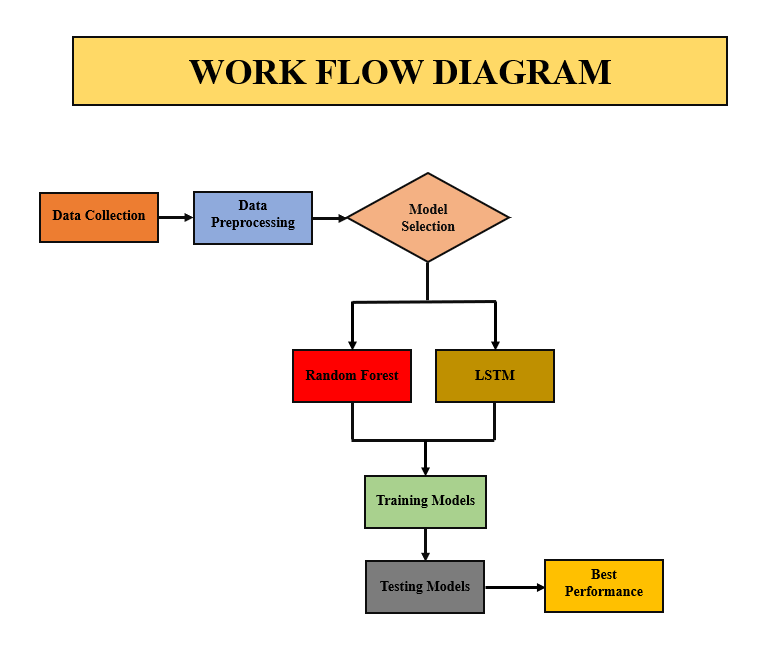 WORK FLOW DIAGRAM
Data Collection
Data
Preprocessing
Model
Selection
Random Forest
LSTM
Training Models
Testing Models
Best
Performance